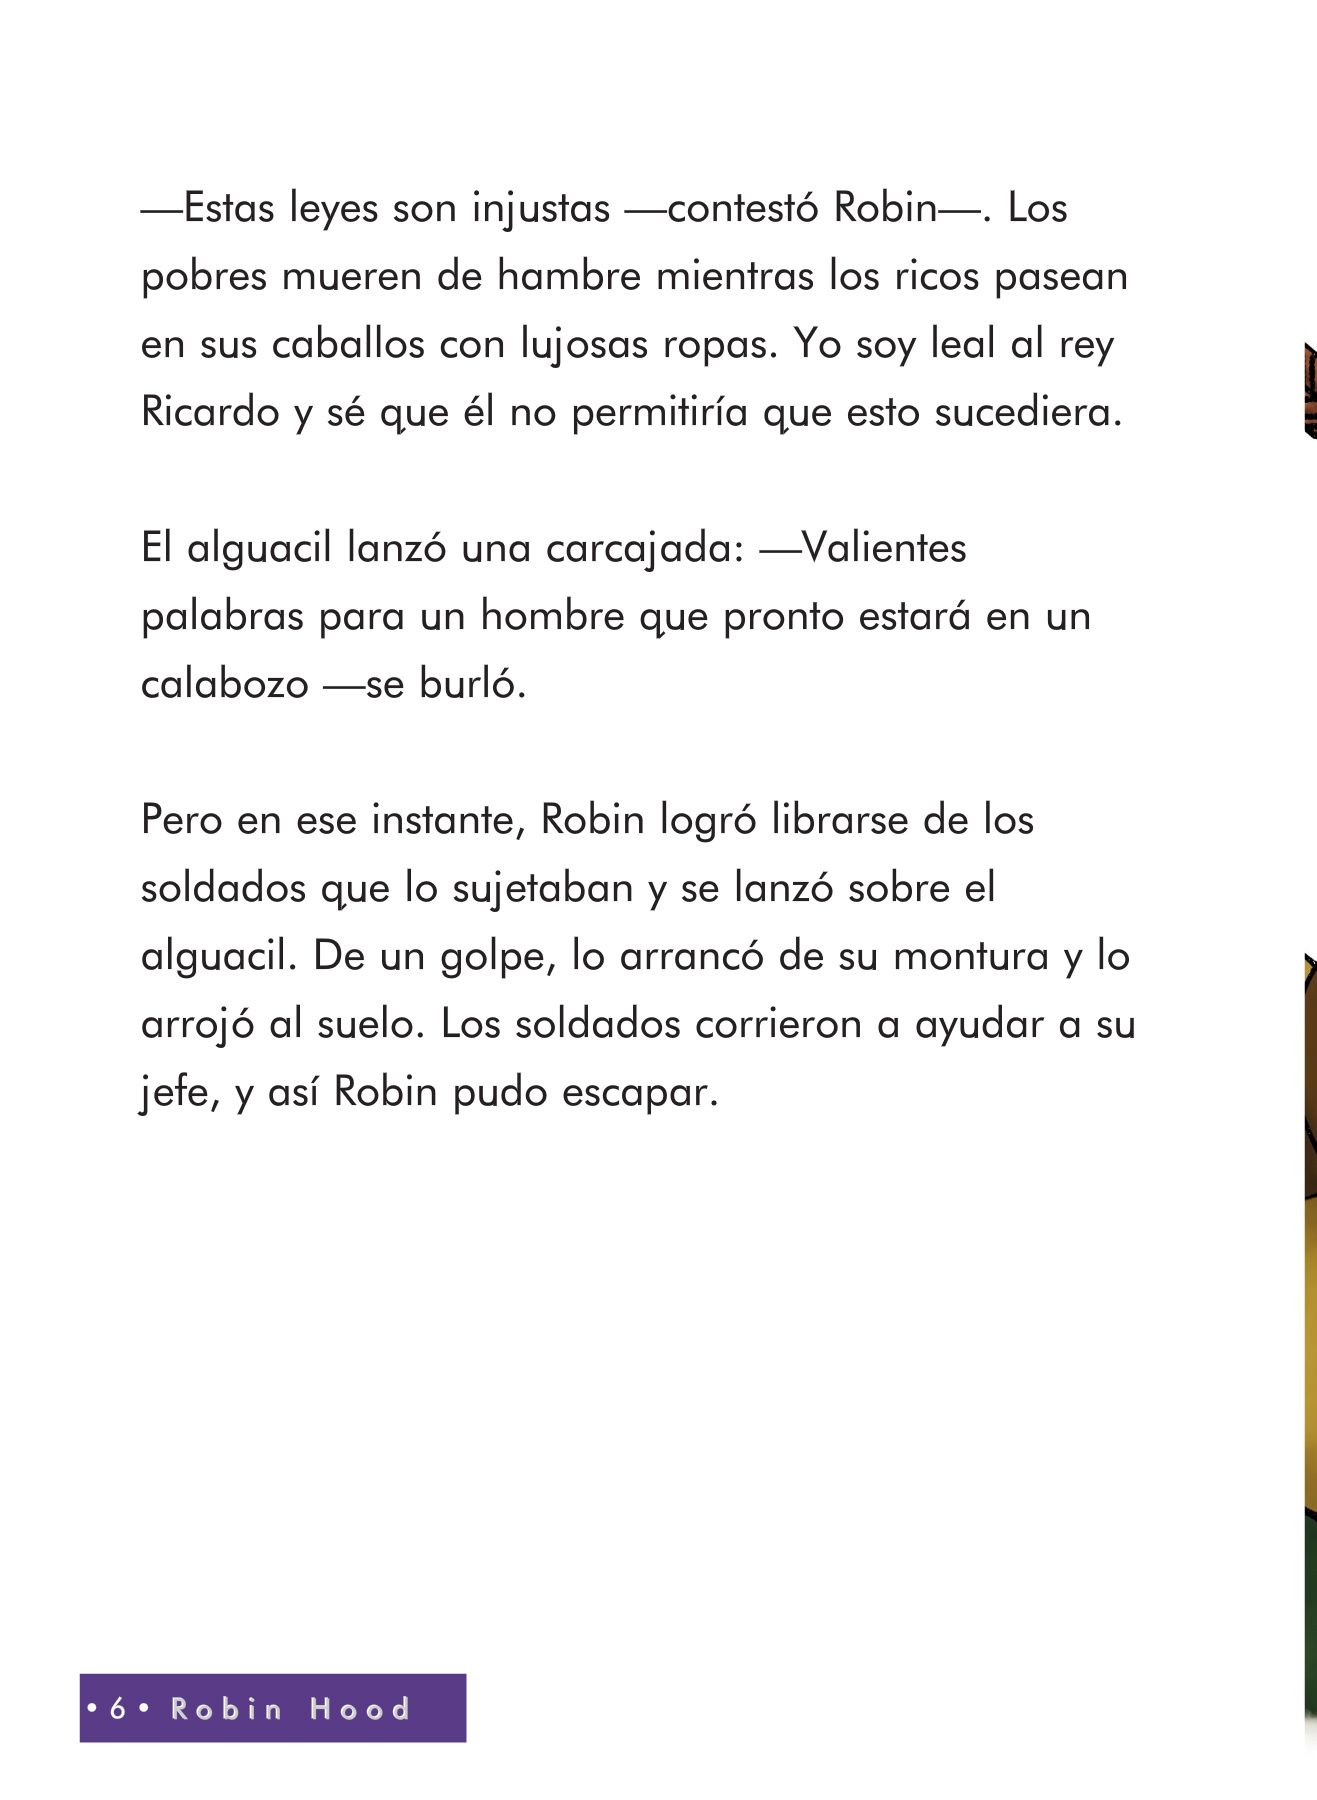 —Estas leyes son injustas —contestó Robin—. Los
pobres mueren de hambre mientras los ricos pasean
en sus caballos con lujosas ropas. Yo soy leal al rey
Ricardo y sé que él no permitiría que esto sucediera.
El alguacil lanzó una carcajada: —Valientes
palabras para un hombre que pronto estará en un
calabozo —se burló.
Pero en ese instante, Robin logró librarse de los
soldados que lo sujetaban y se lanzó sobre el
alguacil. De un golpe, lo arrancó de su montura y lo
arrojó al suelo. Los soldados corrieron a ayudar a su
jefe, y así Robin pudo escapar.
• 6 • Robin Hood